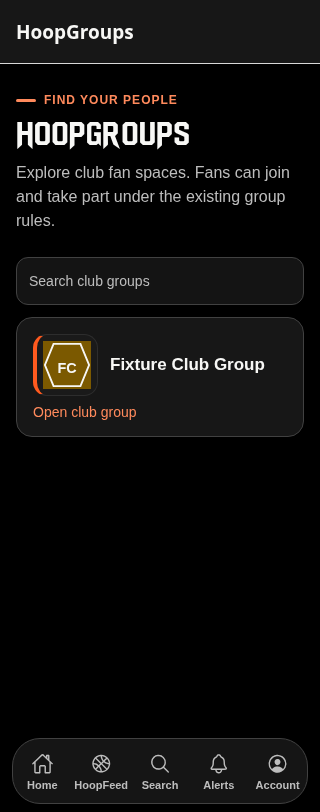 HoopGroups
FIND YOUR PEOPLE
HOOPGROUPS
Explore club fan spaces. Fans can join
and take part under the existing group
rules.
Search club groups
FC
Fixture Club Group
Open club group
Home
HoopFeed
Search
Alerts
Account